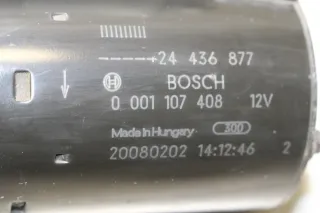 -----+24 436 877
BOSCH
0 001 107 408 12V
Made in Hungary 300
20080202 14:12:46 2